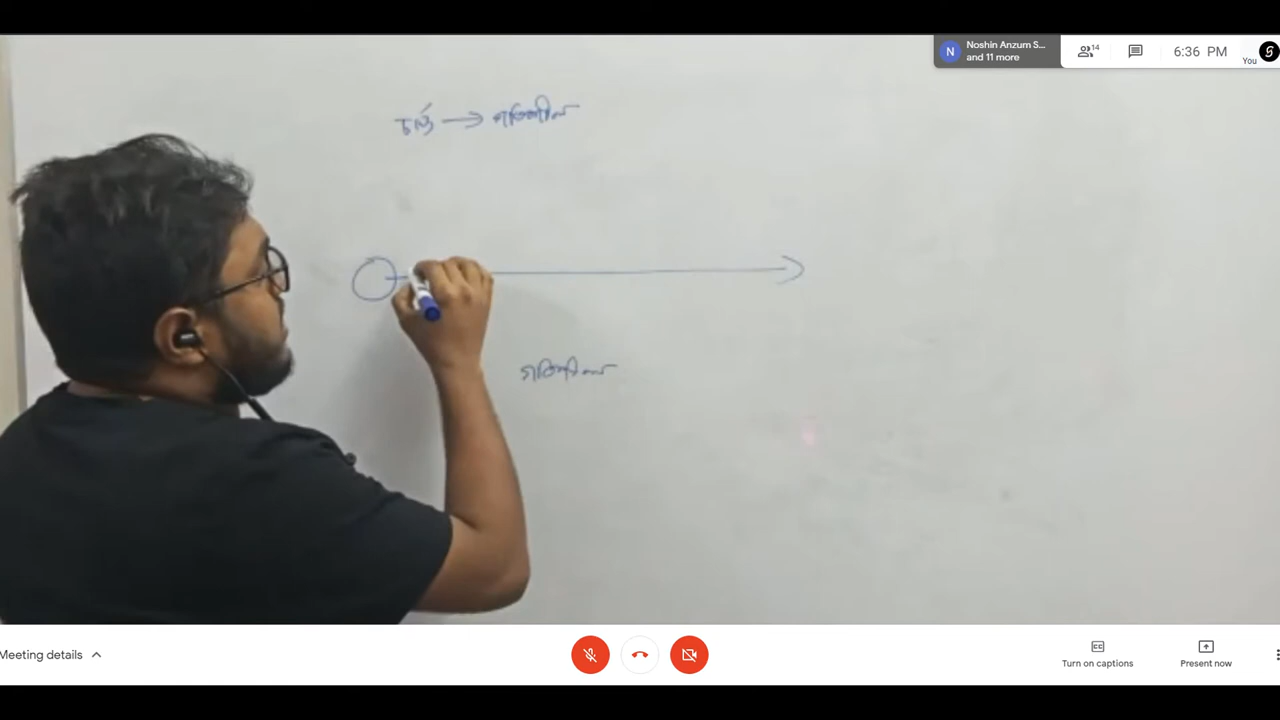 Noshin Anzum S...
and 11 more
14
6:36 PM
You
চার্জ → গতিশীল
গতিশীল
Meeting details
Turn on captions
Present now